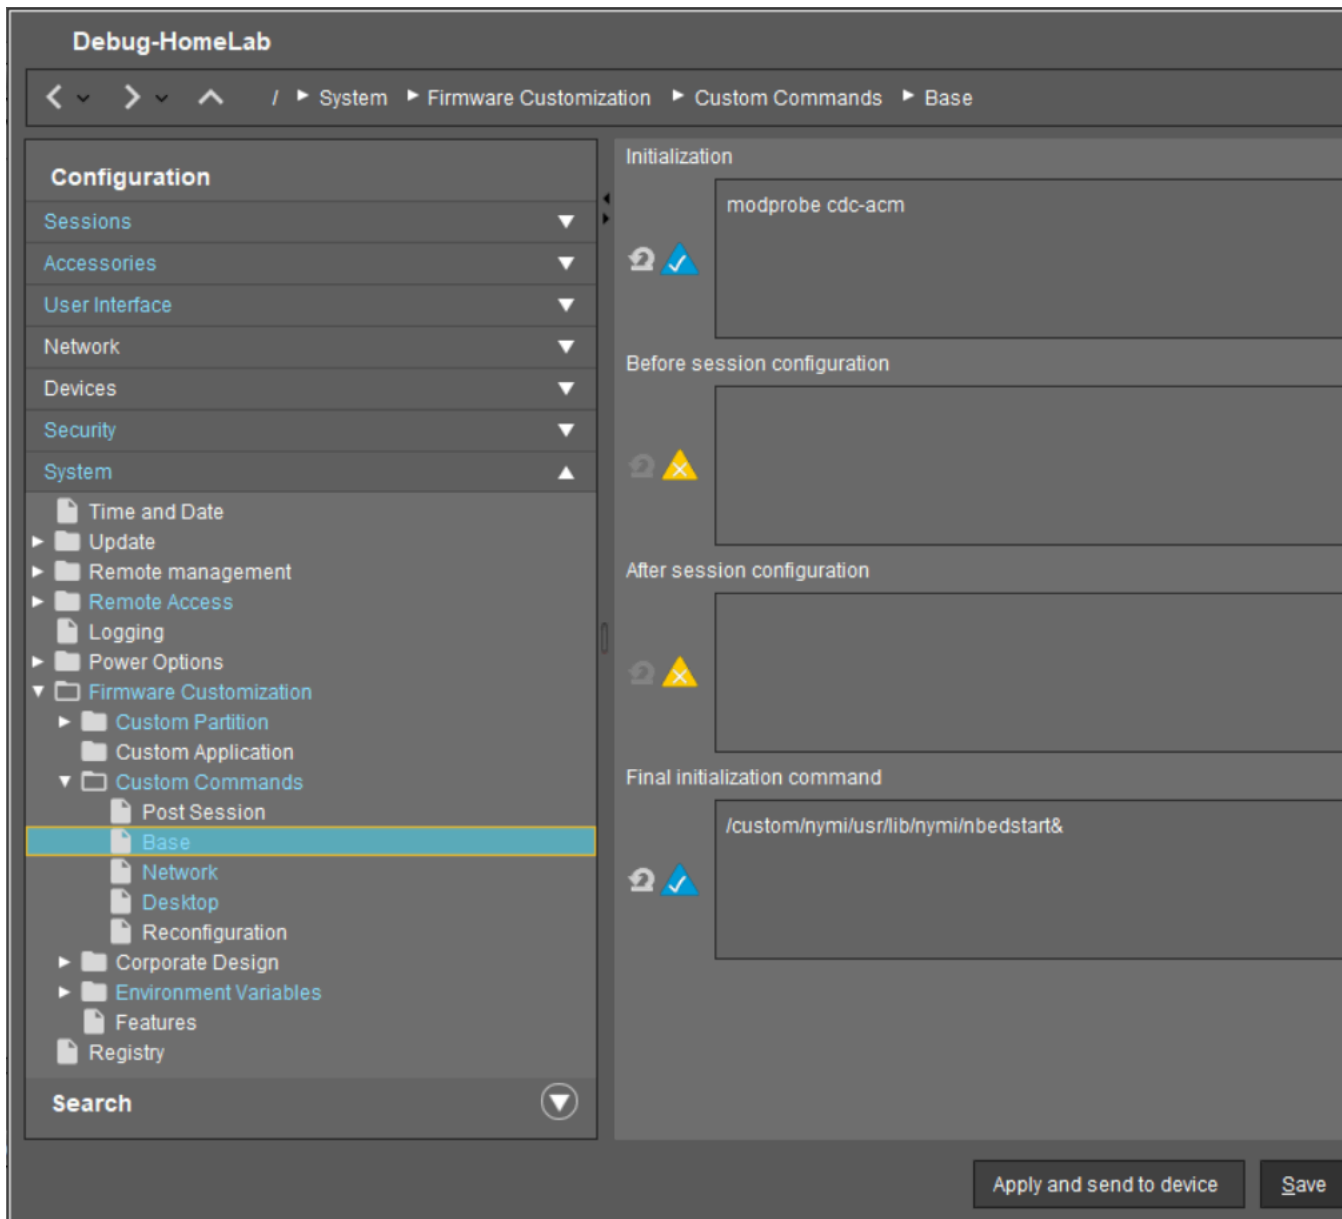 Debug-HomeLab
/ System Firmware Customization Custom Commands Base
Configuration
Sessions
Accessories
User Interface
Network
Devices
Security
System
Time and Date
Update
Remote management
Remote Access
Logging
Power Options
Firmware Customization
Custom Partition
Custom Application
Custom Commands
Post Session
Base
Network
Desktop
Reconfiguration
Corporate Design
Environment Variables
Features
Registry
Search
Initialization
modprobe cdc-acm
Before session configuration
After session configuration
Final initialization command
/custom/nymi/usr/lib/nymi/nbedstart&
Apply and send to device
Save